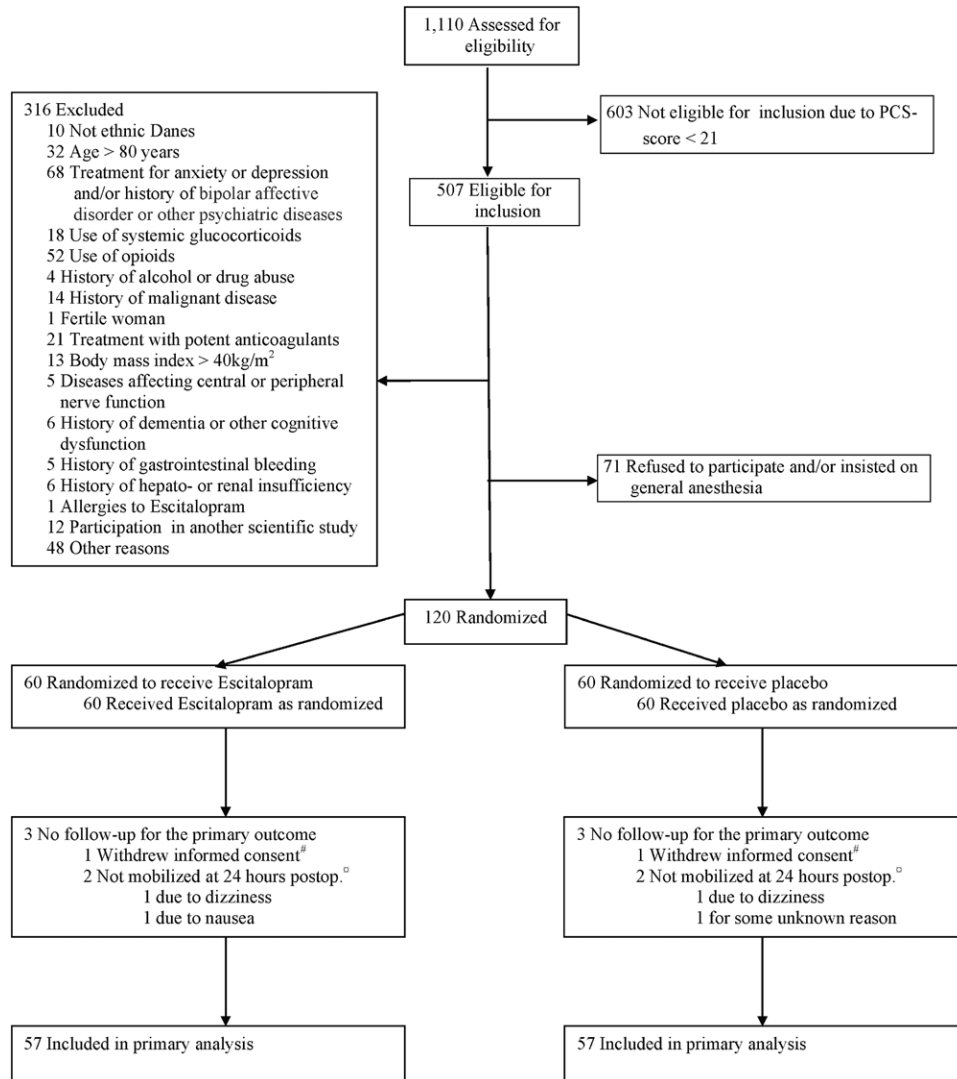 1,110 Assessed for
eligibility
603 Not eligible for inclusion due to PCS-
score < 21
507 Eligible for
inclusion
316 Excluded
10 Not ethnic Danes
32 Age > 80 years
68 Treatment for anxiety or depression
and/or history of bipolar affective
disorder or other psychiatric diseases
18 Use of systemic glucocorticoids
52 Use of opioids
4 History of alcohol or drug abuse
14 History of malignant disease
1 Fertile woman
21 Treatment with potent anticoagulants
13 Body mass index > 40kg/m²
5 Diseases affecting central or peripheral
nerve function
6 History of dementia or other cognitive
dysfunction
5 History of gastrointestinal bleeding
6 History of hepato- or renal insufficiency
1 Allergies to Escitalopram
12 Participation in another scientific study
48 Other reasons
71 Refused to participate and/or insisted on
general anesthesia
120 Randomized
60 Randomized to receive Escitalopram
60 Received Escitalopram as randomized
60 Randomized to receive placebo
60 Received placebo as randomized
3 No follow-up for the primary outcome
1 Withdrew informed consent#
2 Not mobilized at 24 hours postop.¤
1 due to dizziness
1 due to nausea
3 No follow-up for the primary outcome
1 Withdrew informed consent#
2 Not mobilized at 24 hours postop.¤
1 due to dizziness
1 for some unknown reason
57 Included in primary analysis
57 Included in primary analysis